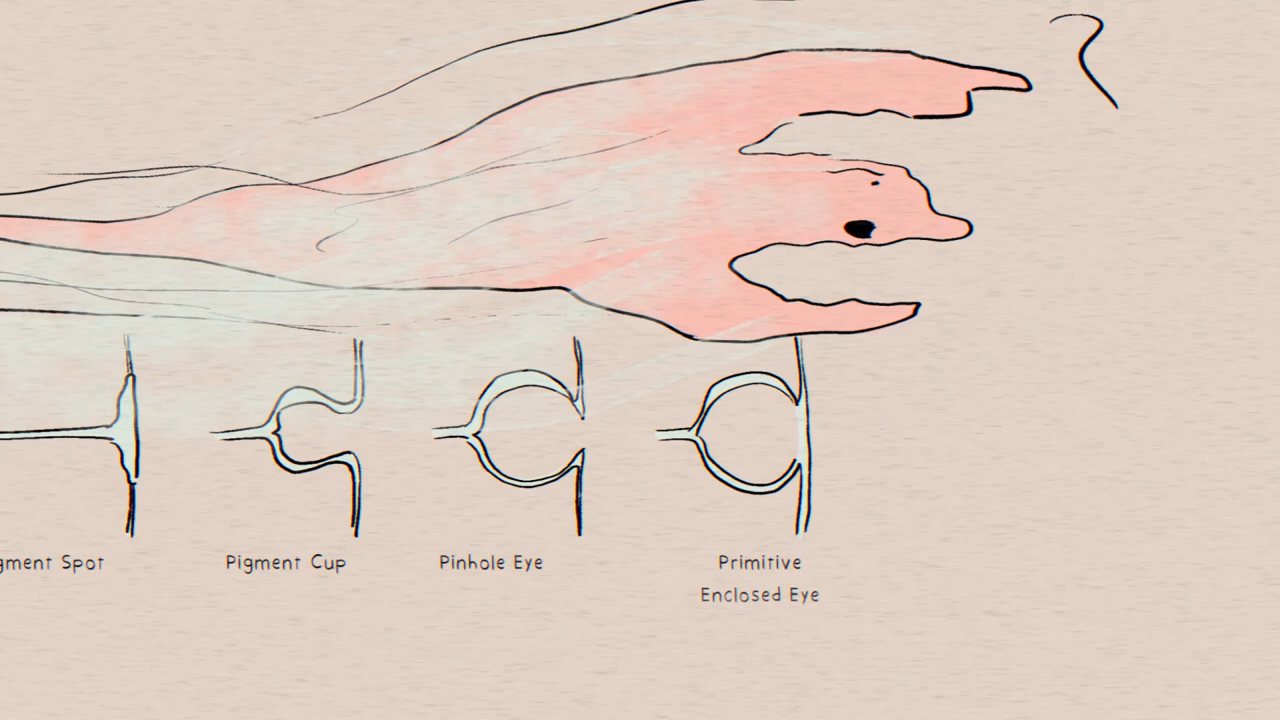 gment Spot
Pigment Cup
Pinhole Eye
Primitive
Enclosed Eye